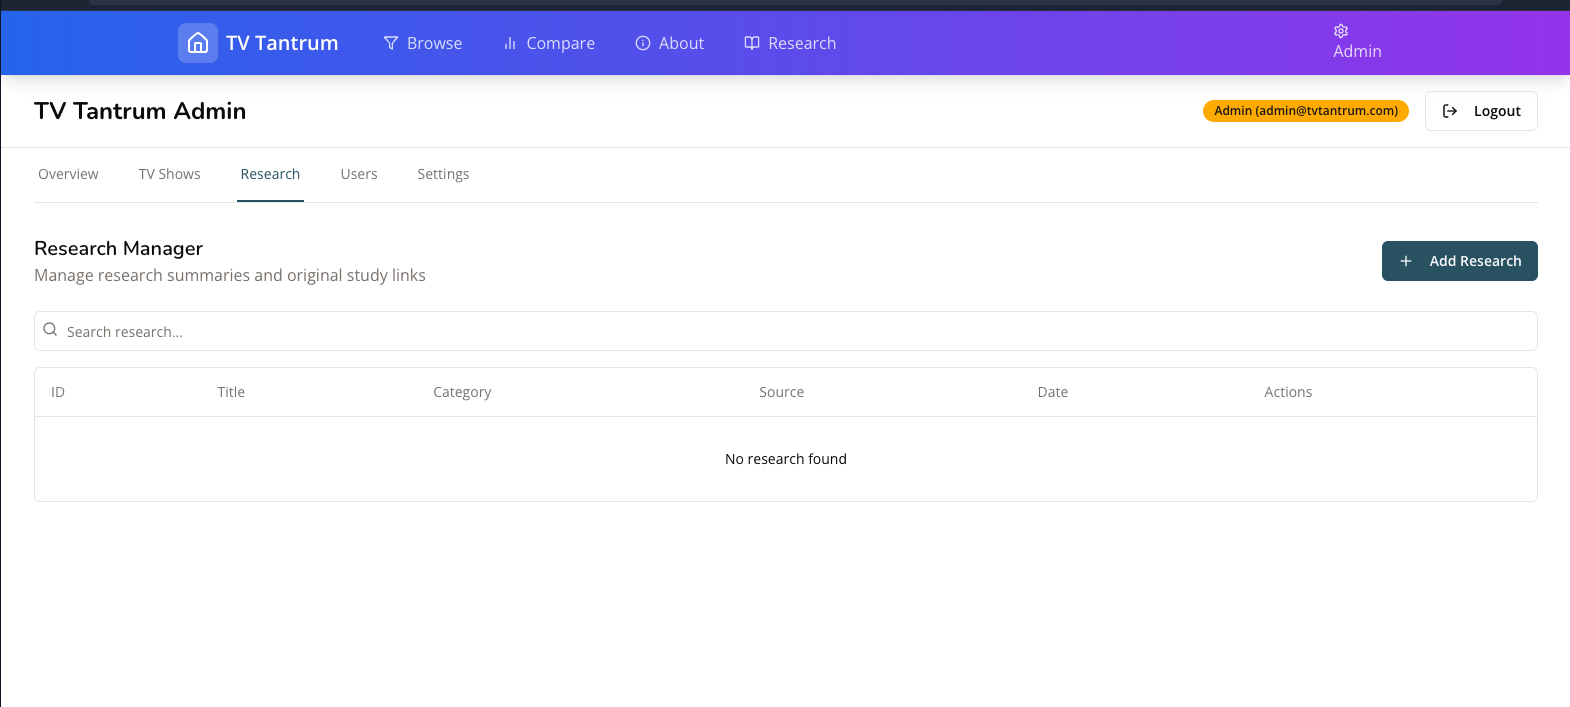 TV Tantrum Browse Compare About Research Admin
TV Tantrum Admin Admin (admin@tvtantrum.com) Logout
Overview TV Shows Research Users Settings
Research Manager
Manage research summaries and original study links
Add Research
Search research...
ID Title Category Source Date Actions
No research found